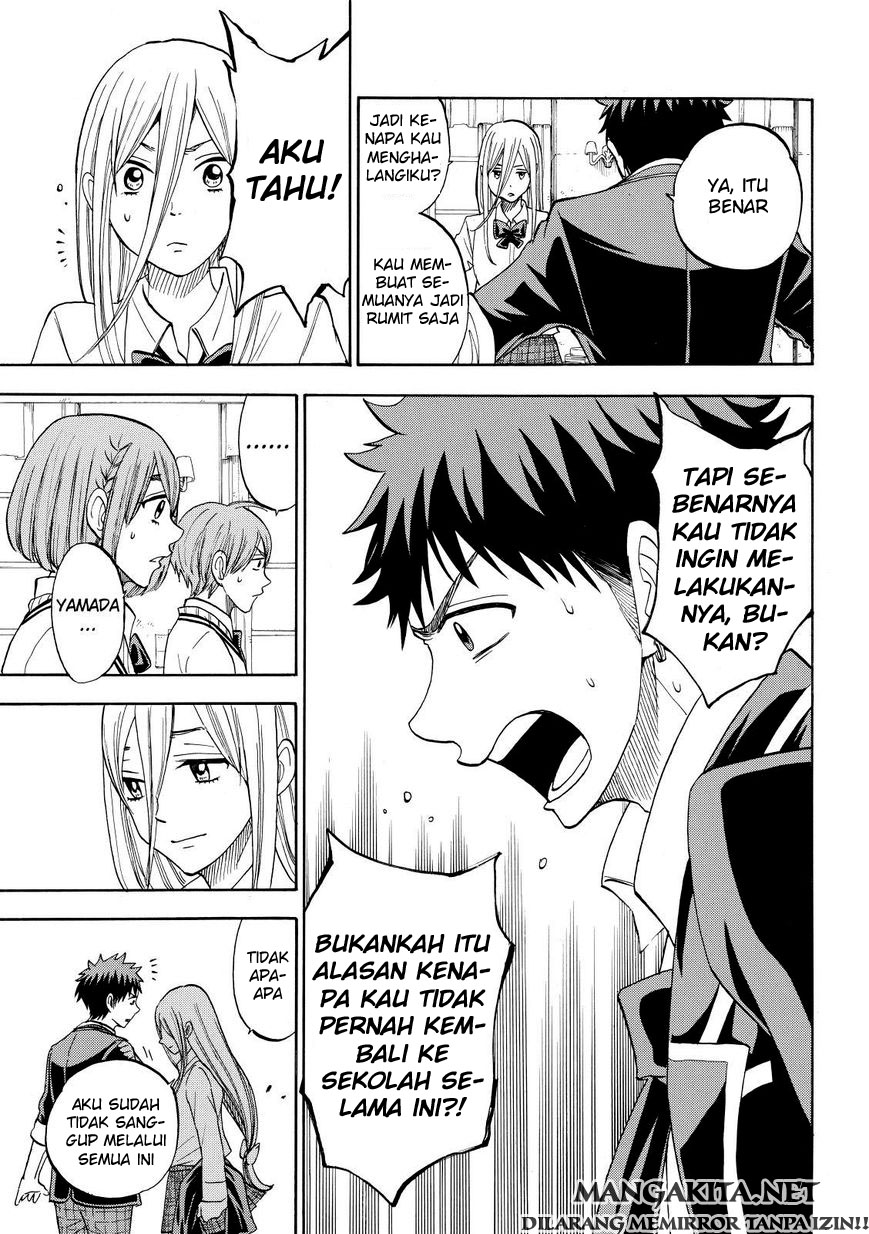 YA, ITU
BENAR
JADI KE-
NAPA KAU
MENGHA-
LANGIKU?
KAU MEM-
BUAT SE-
MUANYA JADI
RUMIT SAJA
AKU
TAHU!
TAPI SE-
BENARNYA
KAU TIDAK
INGIN ME-
LAKUKAN-
NYA, BU-
KAN?
BUKANKAH ITU
ALASAN KENA-
PA KAU TIDAK
PERNAH KEM-
BALI KE
SEKOLAH SE-
LAMA INI?!
.......
YAMADA
...
TIDAK
APA-
APA
AKU SUDAH
TIDAK SANG-
GUP MELALUI
SEMUA INI
MANGAKITA.NET
DILARANG MEMIRROR TANPA IZIN!!